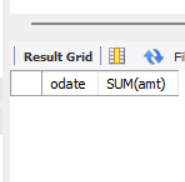 Result Grid
odate SUM(amt)